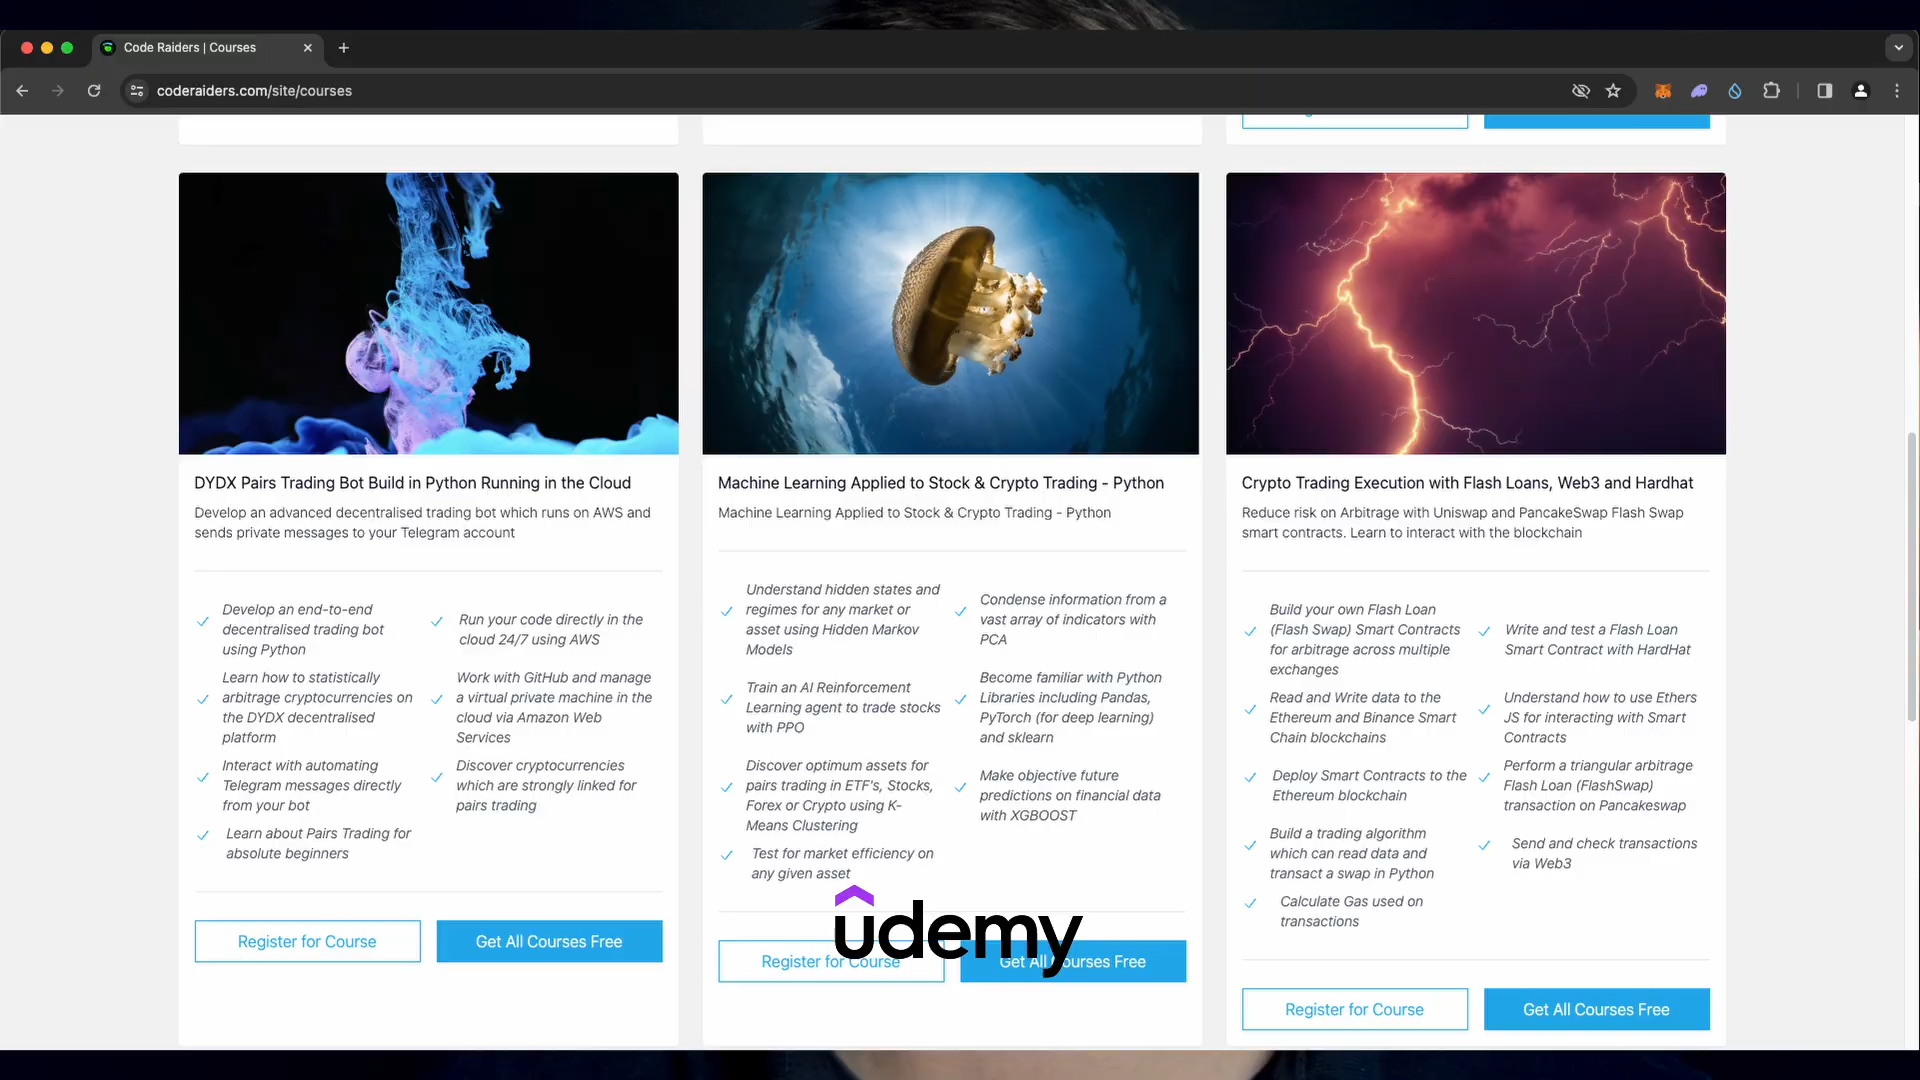 Code Raiders | Courses
coderaiders.com/site/courses
DYDX Pairs Trading Bot Build in Python Running in the Cloud
Develop an advanced decentralised trading bot which runs on AWS and
sends private messages to your Telegram account
Develop an end-to-end
decentralised trading bot
using Python
Run your code directly in the
cloud 24/7 using AWS
Learn how to statistically
arbitrage cryptocurrencies on
the DYDX decentralised
platform
Work with GitHub and manage
a virtual private machine in the
cloud via Amazon Web
Services
Interact with automating
Telegram messages directly
from your bot
Discover cryptocurrencies
which are strongly linked for
pairs trading
Learn about Pairs Trading for
absolute beginners
Register for Course
Get All Courses Free
Machine Learning Applied to Stock & Crypto Trading - Python
Machine Learning Applied to Stock & Crypto Trading - Python
Understand hidden states and
regimes for any market or
asset using Hidden Markov
Models
Condense information from a
vast array of indicators with
PCA
Train an AI Reinforcement
Learning agent to trade stocks
with PPO
Become familiar with Python
Libraries including Pandas,
PyTorch (for deep learning)
and sklearn
Discover optimum assets for
pairs trading in ETF's, Stocks,
Forex or Crypto using K-
Means Clustering
Make objective future
predictions on financial data
with XGBOOST
Test for market efficiency on
any given asset
udemy
Register for Course
Get All Courses Free
Crypto Trading Execution with Flash Loans, Web3 and Hardhat
Reduce risk on Arbitrage with Uniswap and PancakeSwap Flash Swap
smart contracts. Learn to interact with the blockchain
Build your own Flash Loan
(Flash Swap) Smart Contracts
for arbitrage across multiple
exchanges
Write and test a Flash Loan
Smart Contract with HardHat
Read and Write data to the
Ethereum and Binance Smart
Chain blockchains
Understand how to use Ethers
JS for interacting with Smart
Contracts
Deploy Smart Contracts to the
Ethereum blockchain
Perform a triangular arbitrage
Flash Loan (FlashSwap)
transaction on Pancakeswap
Build a trading algorithm
which can read data and
transact a swap in Python
Send and check transactions
via Web3
Calculate Gas used on
transactions
Register for Course
Get All Courses Free